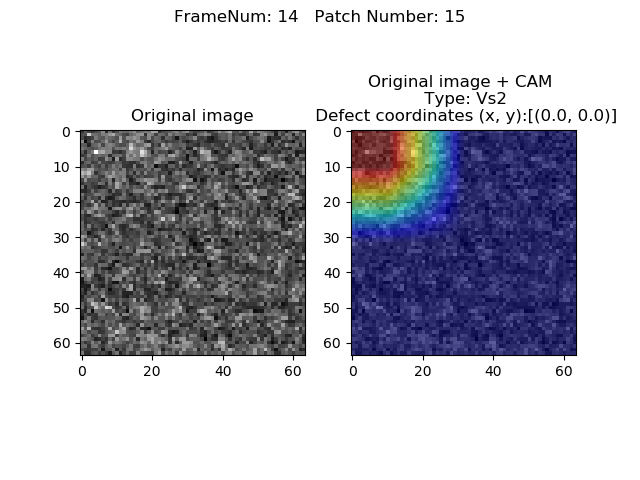 FrameNum: 14   Patch Number: 15
Original image
Original image + CAM
Type: Vs2
Defect coordinates (x, y):[(0.0, 0.0)]
0
10
20
30
40
50
60
0 20 40 60
0
10
20
30
40
50
60
0 20 40 60